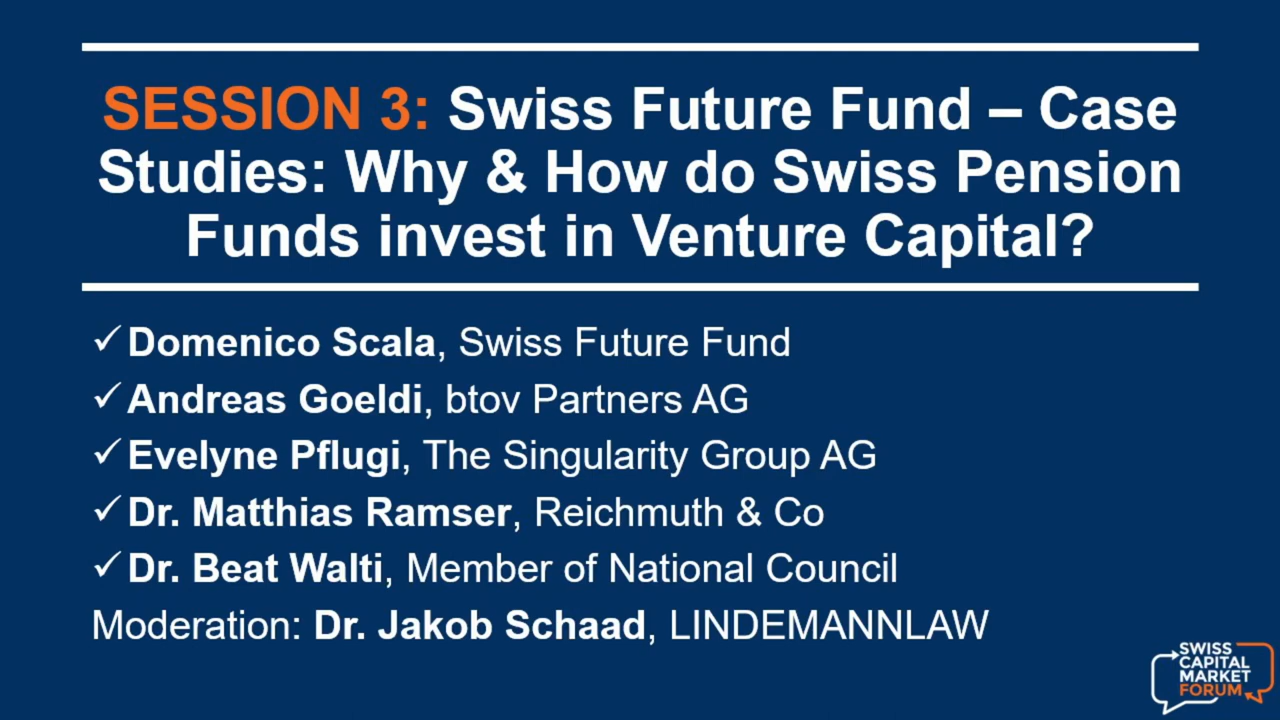 SESSION 3: Swiss Future Fund – Case
Studies: Why & How do Swiss Pension
Funds invest in Venture Capital?
✓ Domenico Scala, Swiss Future Fund
✓ Andreas Goeldi, btov Partners AG
✓ Evelyne Pflugi, The Singularity Group AG
✓ Dr. Matthias Ramser, Reichmuth & Co
✓ Dr. Beat Walti, Member of National Council
Moderation: Dr. Jakob Schaad, LINDEMANNLAW
SWISS
CAPITAL
MARKET
FORUM